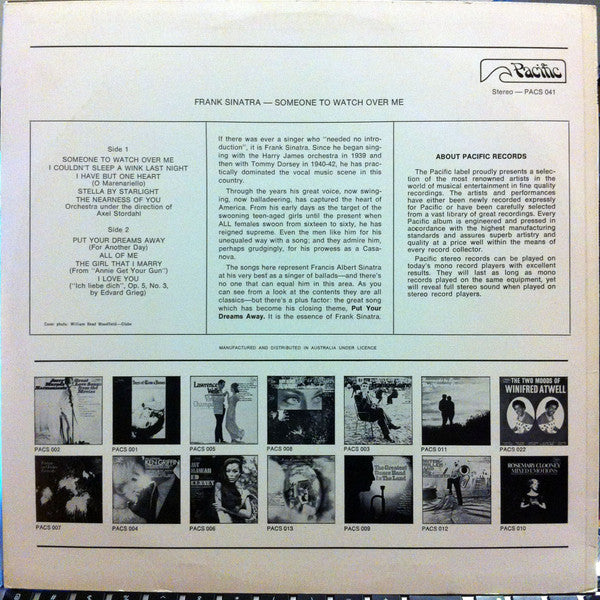 Pacific
Stereo — PACS 041
FRANK SINATRA — SOMEONE TO WATCH OVER ME
Side 1
SOMEONE TO WATCH OVER ME
I COULDN'T SLEEP A WINK LAST NIGHT
I HAVE BUT ONE HEART
(O Marenariello)
STELLA BY STARLIGHT
THE NEARNESS OF YOU
Orchestra under the direction of
Axel Stordahl
Side 2
PUT YOUR DREAMS AWAY
(For Another Day)
ALL OF ME
THE GIRL THAT I MARRY
(From "Annie Get Your Gun")
I LOVE YOU
("Ich liebe dich", Op. 5, No. 3,
by Edvard Grieg)
Cover photo: William Read Woodfield—Globe
If there was ever a singer who "needed no intro-
duction", it is Frank Sinatra. Since he began sing-
ing with the Harry James orchestra in 1939 and
then with Tommy Dorsey in 1940-42, he has prac-
tically dominated the vocal music scene in this
country.
Through the years his great voice, now swing-
ing, now balladeering, has captured the heart of
America. From his early days as the target of the
swooning teen-aged girls until the present when
ALL females swoon from sixteen to sixty, he has
reigned supreme. Even the men like him for his
unequaled way with a song; and they admire him,
perhaps grudgingly, for his prowess as a Casa-
nova.
The songs here represent Francis Albert Sinatra
at his very best as a singer of ballads—and there's
no one that can equal him in this area. As you
can see from a look at the contents they are all
classics—but there's a plus factor: the great song
which has become his closing theme, Put Your
Dreams Away. It is the essence of Frank Sinatra.
ABOUT PACIFIC RECORDS
The Pacific label proudly presents a selec-
tion of the most renowned artists in the
world of musical entertainment in fine quality
recordings. The artists and performances
have either been newly recorded expressly
for Pacific or have been carefully selected
from a vast library of great recordings. Every
Pacific album is engineered and pressed in
accordance with the highest manufacturing
standards and assures superb artistry and
quality at a price well within the means of
every record collector.
Pacific stereo records can be played on
today's mono record players with excellent
results. They will last as long as mono
records played on the same equipment, yet
will reveal full stereo sound when played on
stereo record players.
MANUFACTURED AND DISTRIBUTED IN AUSTRALIA UNDER LICENCE
THE TWO MOODS OF
WINIFRED ATWELL
PACS 002
PACS 001
PACS 005
PACS 008
PACS 003
PACS 011
PACS 022
KEN GRIFFIN
The Greatest
Dance Band
In The Land
ROSEMARY CLOONEY
MIXED EMOTIONS
PACS 007
PACS 004
PACS 006
PACS 013
PACS 009
PACS 012
PACS 010